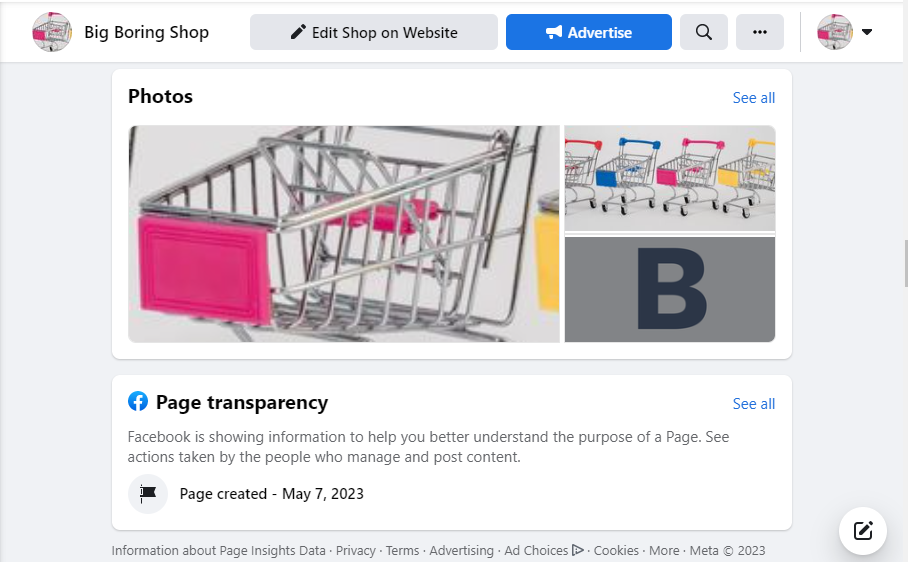 Big Boring Shop
Edit Shop on Website
Advertise
Photos
See all
B
Page transparency
See all
Facebook is showing information to help you better understand the purpose of a Page. See
actions taken by the people who manage and post content.
Page created - May 7, 2023
Information about Page Insights Data · Privacy · Terms · Advertising · Ad Choices · Cookies · More · Meta © 2023